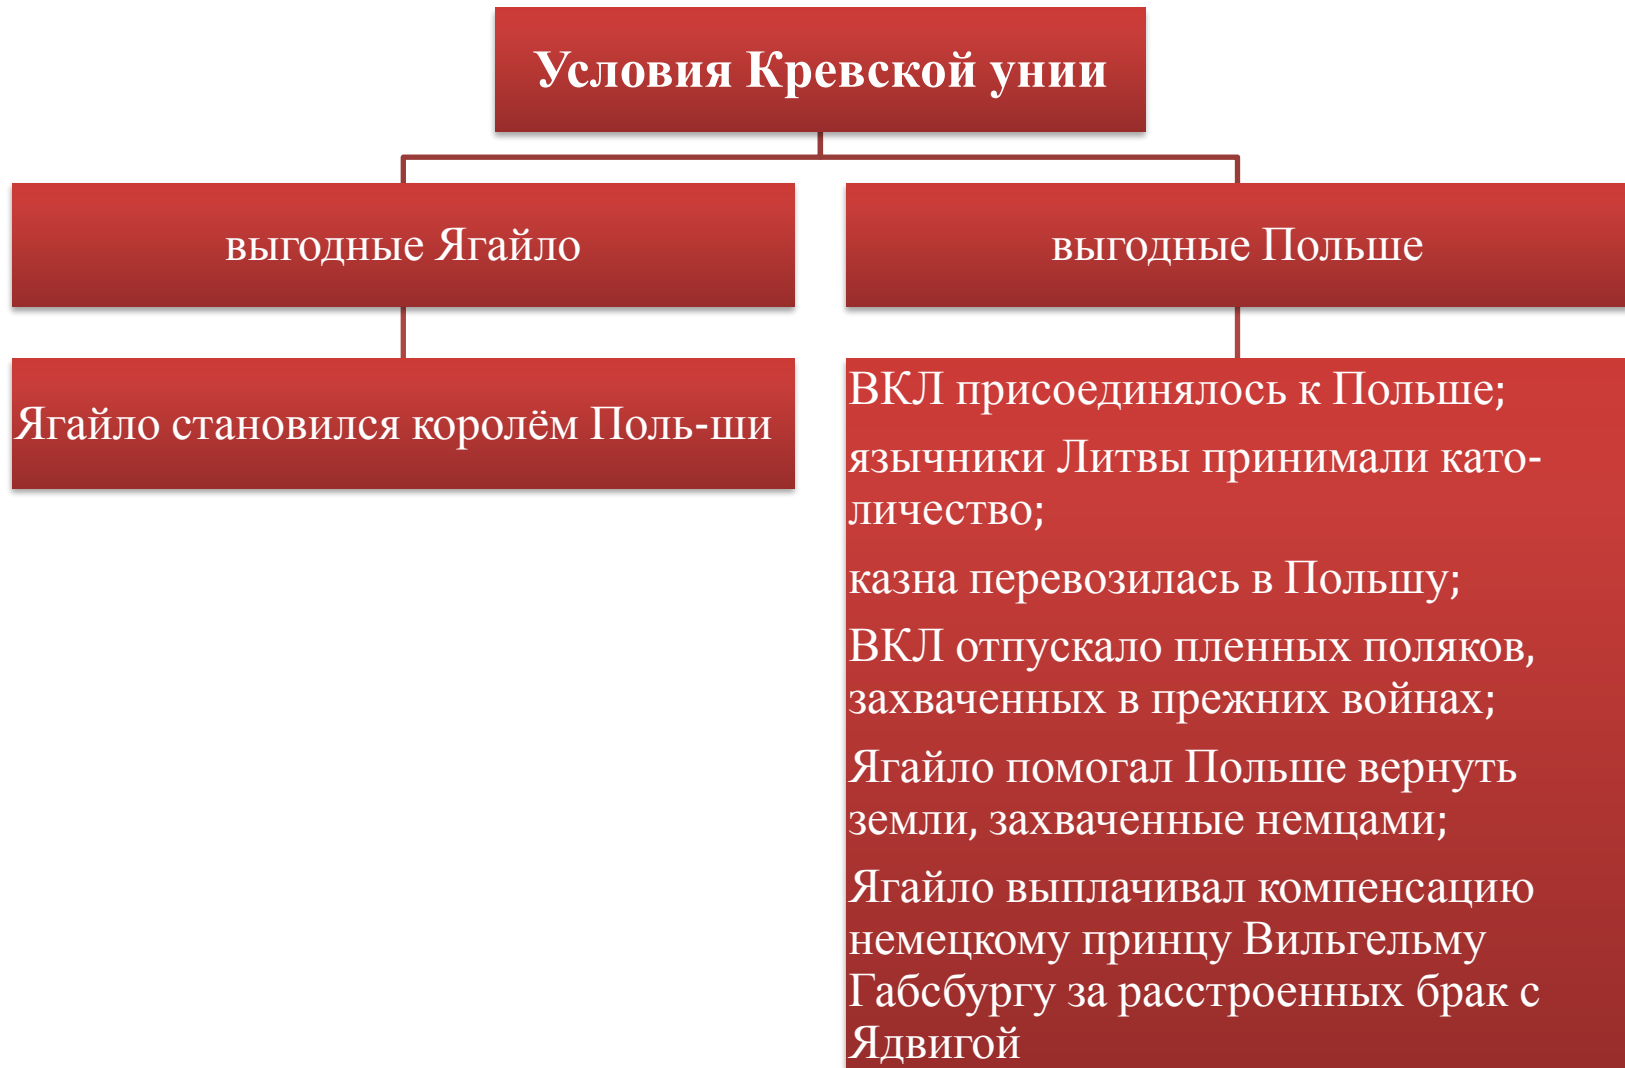 Условия Кревской унии
выгодные Ягайло
выгодные Польше
Ягайло становился королём Поль-ши
ВКЛ присоединялось к Польше;
язычники Литвы принимали като-
личество;
казна перевозилась в Польшу;
ВКЛ отпускало пленных поляков,
захваченных в прежних войнах;
Ягайло помогал Польше вернуть
земли, захваченные немцами;
Ягайло выплачивал компенсацию
немецкому принцу Вильгельму
Габсбургу за расстроенных брак с
Ядвигой